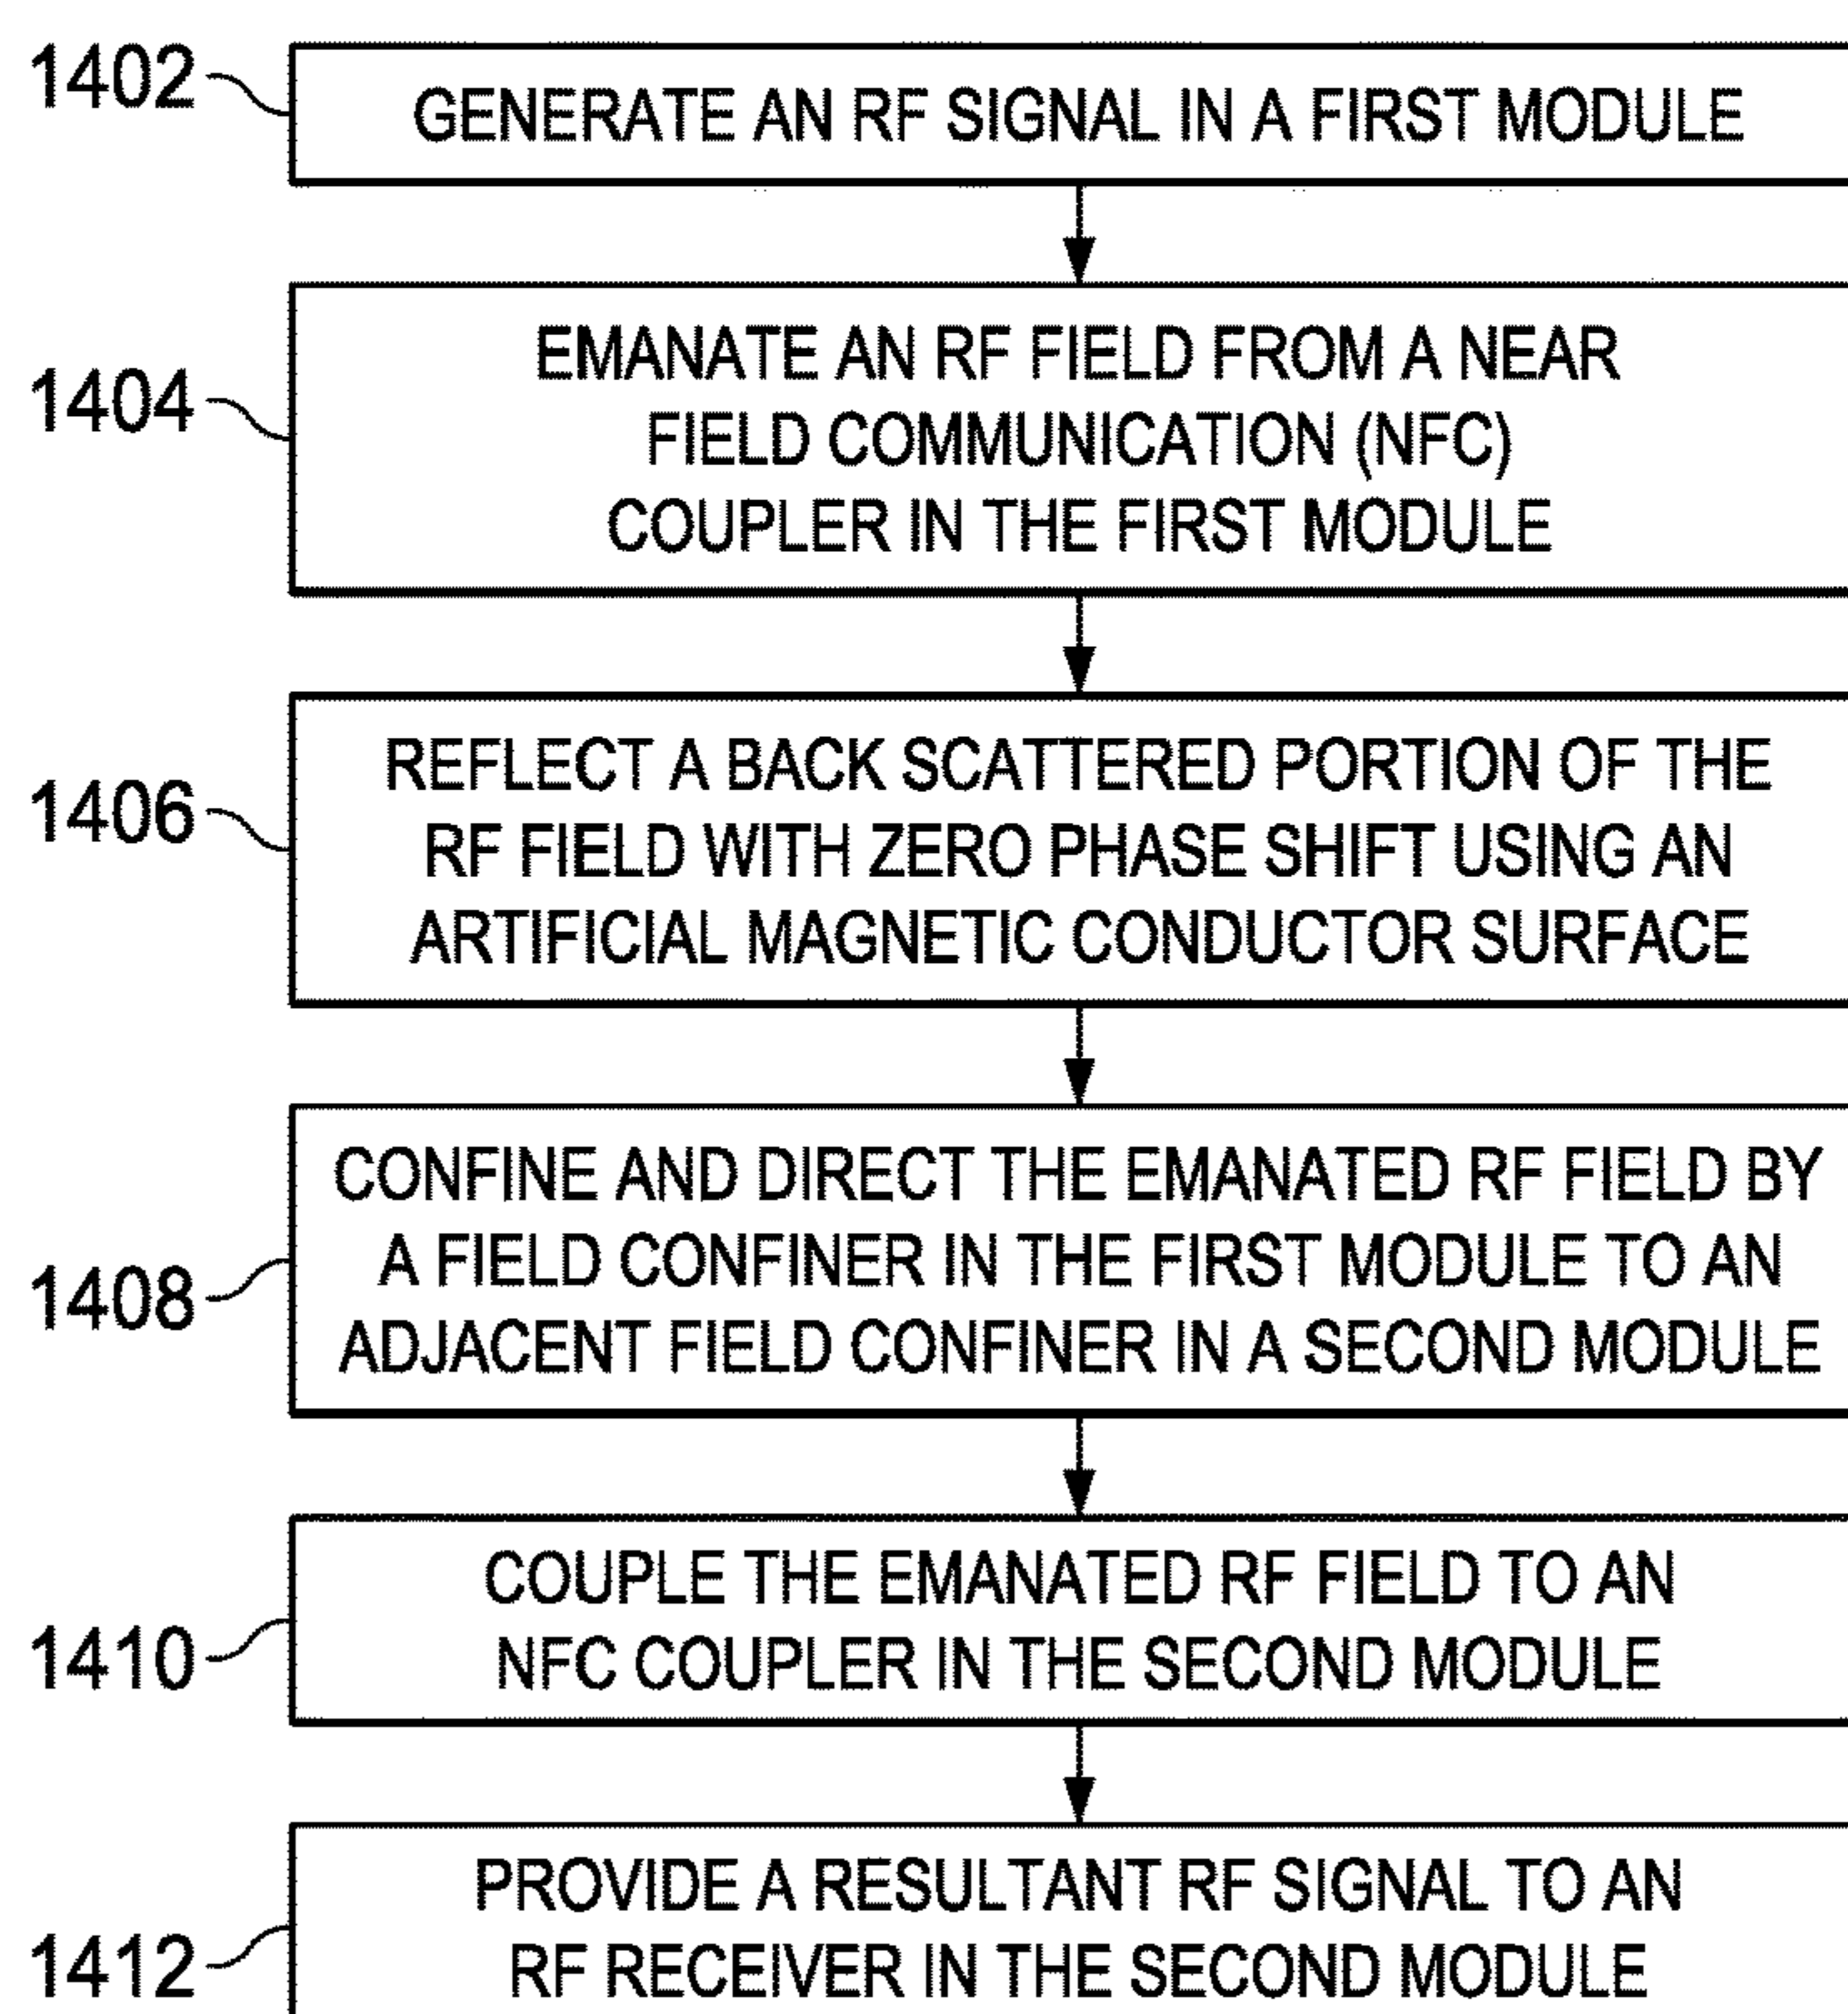 1402
GENERATE AN RF SIGNAL IN A FIRST MODULE
1404
EMANATE AN RF FIELD FROM A NEAR
FIELD COMMUNICATION (NFC)
COUPLER IN THE FIRST MODULE
1406
REFLECT A BACK SCATTERED PORTION OF THE
RF FIELD WITH ZERO PHASE SHIFT USING AN
ARTIFICIAL MAGNETIC CONDUCTOR SURFACE
1408
CONFINE AND DIRECT THE EMANATED RF FIELD BY
A FIELD CONFINER IN THE FIRST MODULE TO AN
ADJACENT FIELD CONFINER IN A SECOND MODULE
1410
COUPLE THE EMANATED RF FIELD TO AN
NFC COUPLER IN THE SECOND MODULE
1412
PROVIDE A RESULTANT RF SIGNAL TO AN
RF RECEIVER IN THE SECOND MODULE